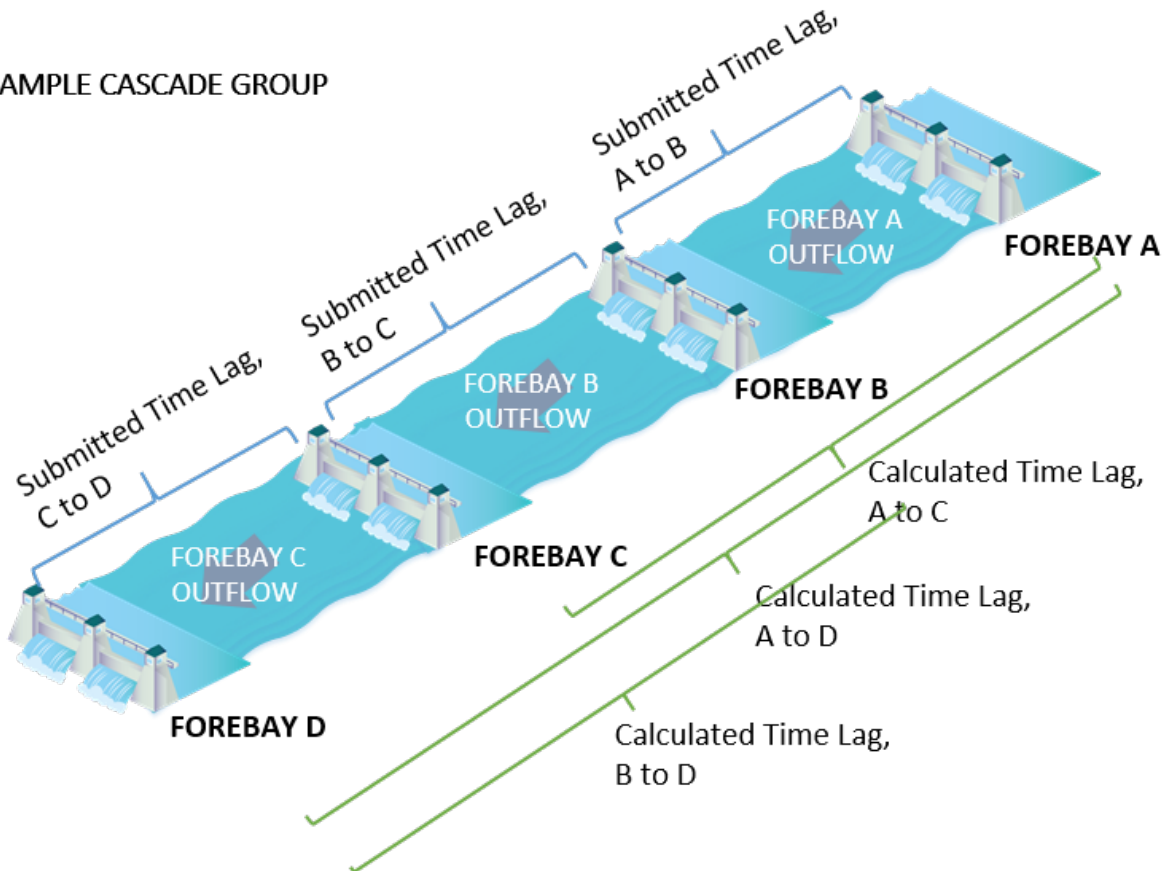 AMPLE CASCADE GROUP
Submitted Time Lag,
A to B
FOREBAY A
OUTFLOW
FOREBAY A
Submitted Time Lag,
B to C
FOREBAY B
OUTFLOW
FOREBAY B
Submitted Time Lag,
C to D
FOREBAY C
OUTFLOW
FOREBAY C
FOREBAY D
Calculated Time Lag,
A to C
Calculated Time Lag,
A to D
Calculated Time Lag,
B to D